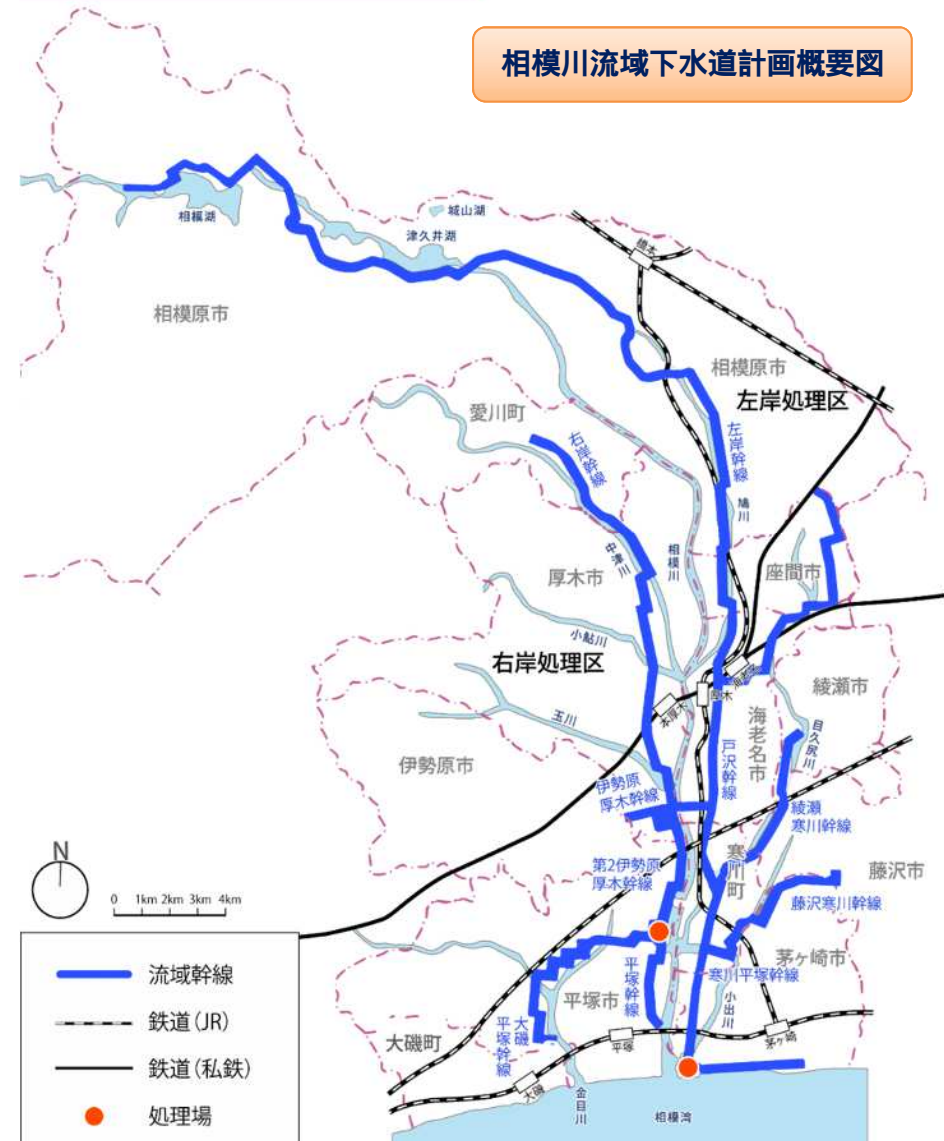 相模川流域下水道計画概要図
城山湖
相模湖
津久井湖
橋本
相模原市
相模原市
左岸処理区
愛川町
右岸幹線
左岸幹線
鳩川
中津川
相模川
座間市
厚木市
小鮎川
右岸処理区
海老名
厚木
本厚木
綾瀬市
玉川
海老名市
目久尻川
戸沢幹線
伊勢原市
伊勢原
厚木幹線
綾瀬
寒川幹線
N
第2伊勢原
厚木幹線
寒川町
藤沢市
0 1km 2km 3km 4km
藤沢寒川幹線
茅ヶ崎市
流域幹線
平塚幹線
寒川平塚幹線
平塚市
小出川
鉄道(JR)
大磯町
大磯
平塚幹線
平塚
茅ヶ崎
鉄道(私鉄)
大磯
金目川
処理場
相模湾